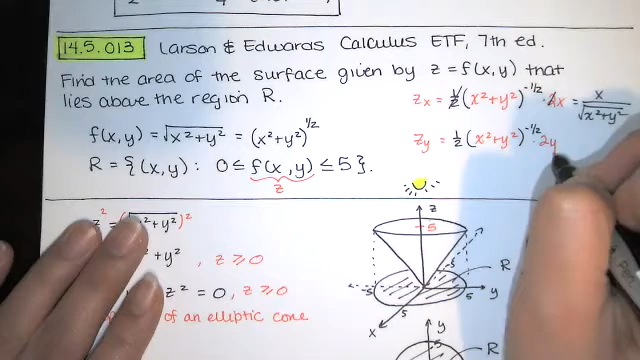 14.5.013 Larson & Edwards Calculus ETF, 7th ed.
Find the area of the surface given by z = f(x,y) that
lies above the region R.
f(x,y) = √x²+y² = (x²+y²)^1/2
R = {(x,y): 0 ≤ f(x,y) ≤ 5}.
z
z_x = 1/2 (x²+y²)^-1/2 · 2x = x/√x²+y²
z_y = 1/2 (x²+y²)^-1/2 · 2y
z² = (√x²+y²)²
+ y² , z ≥ 0
z² = 0, z ≥ 0
of an elliptic cone
z
5
-5
R
-5
5
y
5
x
y
5
R